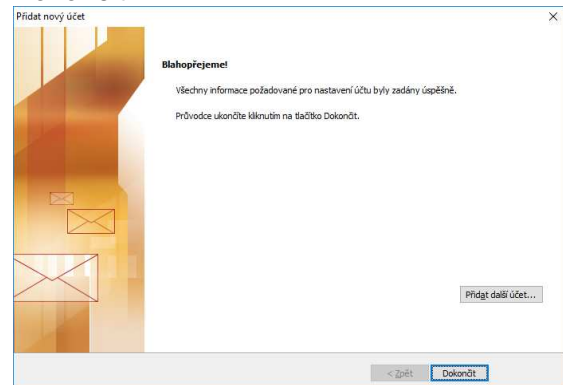 Přidat nový účet
Blahopřejeme!
Všechny informace požadované pro nastavení účtu byly zadány úspěšně.
Průvodce ukončíte kliknutím na tlačítko Dokončit.
Přidat další účet...
< Zpět
Dokončit